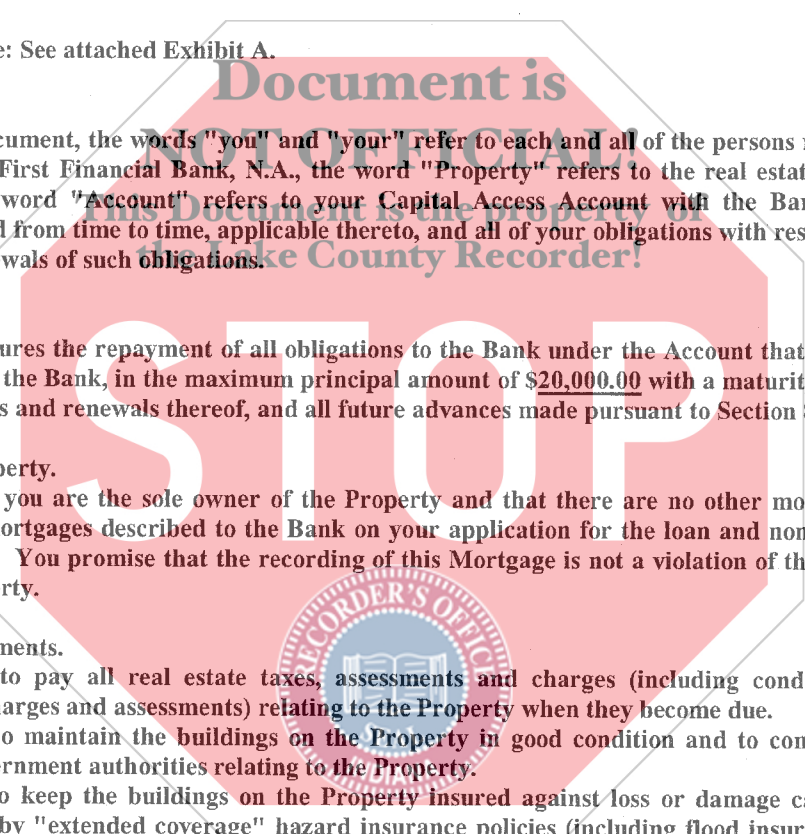 e: See attached Exhibit A.
Document is
NOT OFFICIAL!
This Document is the property of
the Lake County Recorder!
cument, the words "you" and "your" refer to each and all of the persons
First Financial Bank, N.A., the word "Property" refers to the real estat
word "Account" refers to your Capital Access Account with the Ban
d from time to time, applicable thereto, and all of your obligations with res
wals of such obligations.
STOP
ures the repayment of all obligations to the Bank under the Account that
the Bank, in the maximum principal amount of $20,000.00 with a maturit
s and renewals thereof, and all future advances made pursuant to Section
perty.
you are the sole owner of the Property and that there are no other mo
ortgages described to the Bank on your application for the loan and non
You promise that the recording of this Mortgage is not a violation of th
rty.
RECORDER'S OFFICE
nents.
to pay all real estate taxes, assessments and charges (including cond
arges and assessments) relating to the Property when they become due.
o maintain the buildings on the Property in good condition and to com
ernment authorities relating to the Property.
o keep the buildings on the Property insured against loss or damage ca
by "extended coverage" hazard insurance policies (including flood insur